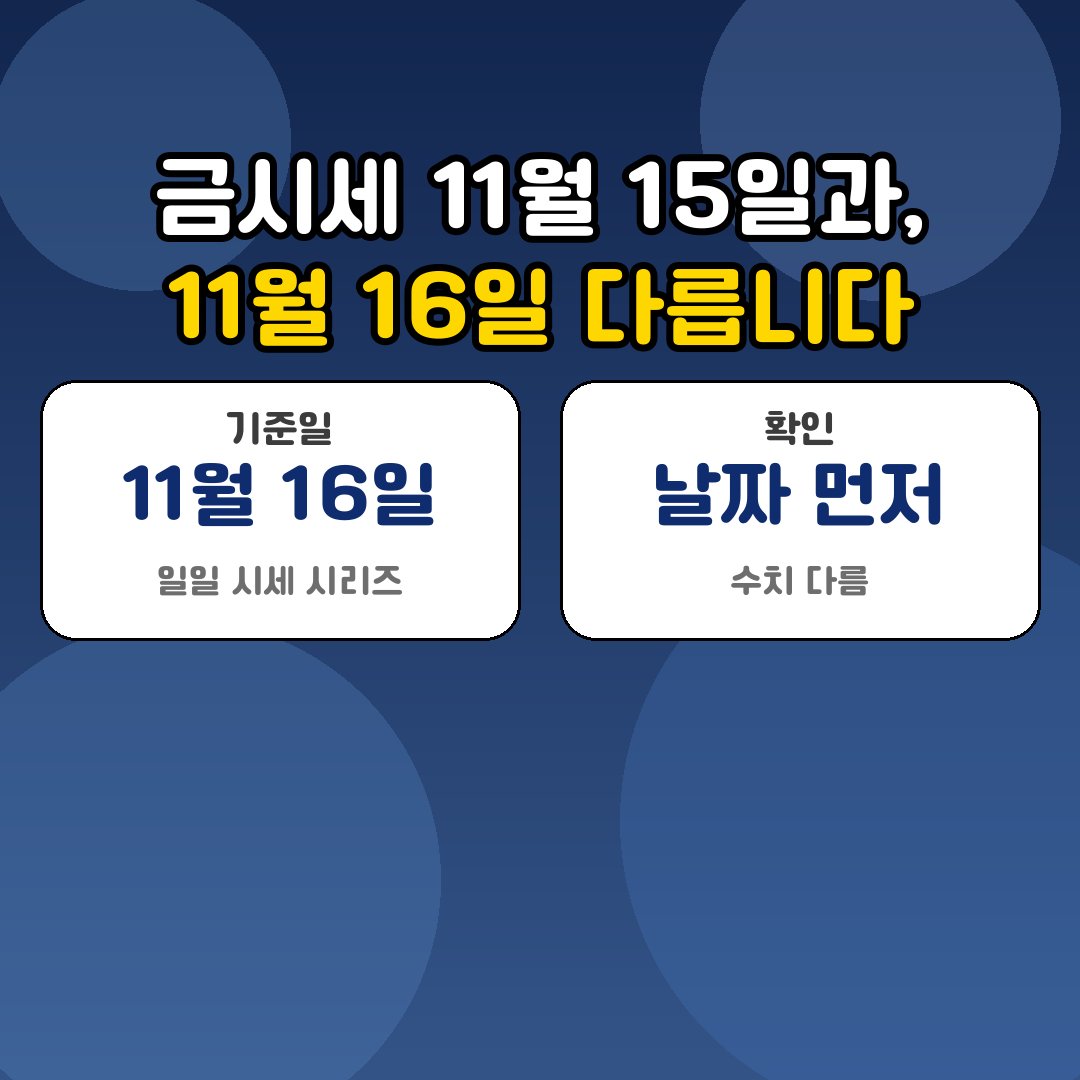 금시세 11월 15일과,
11월 16일 다릅니다
기준일
11월 16일
일일 시세 시리즈
확인
날짜 먼저
수치 다름